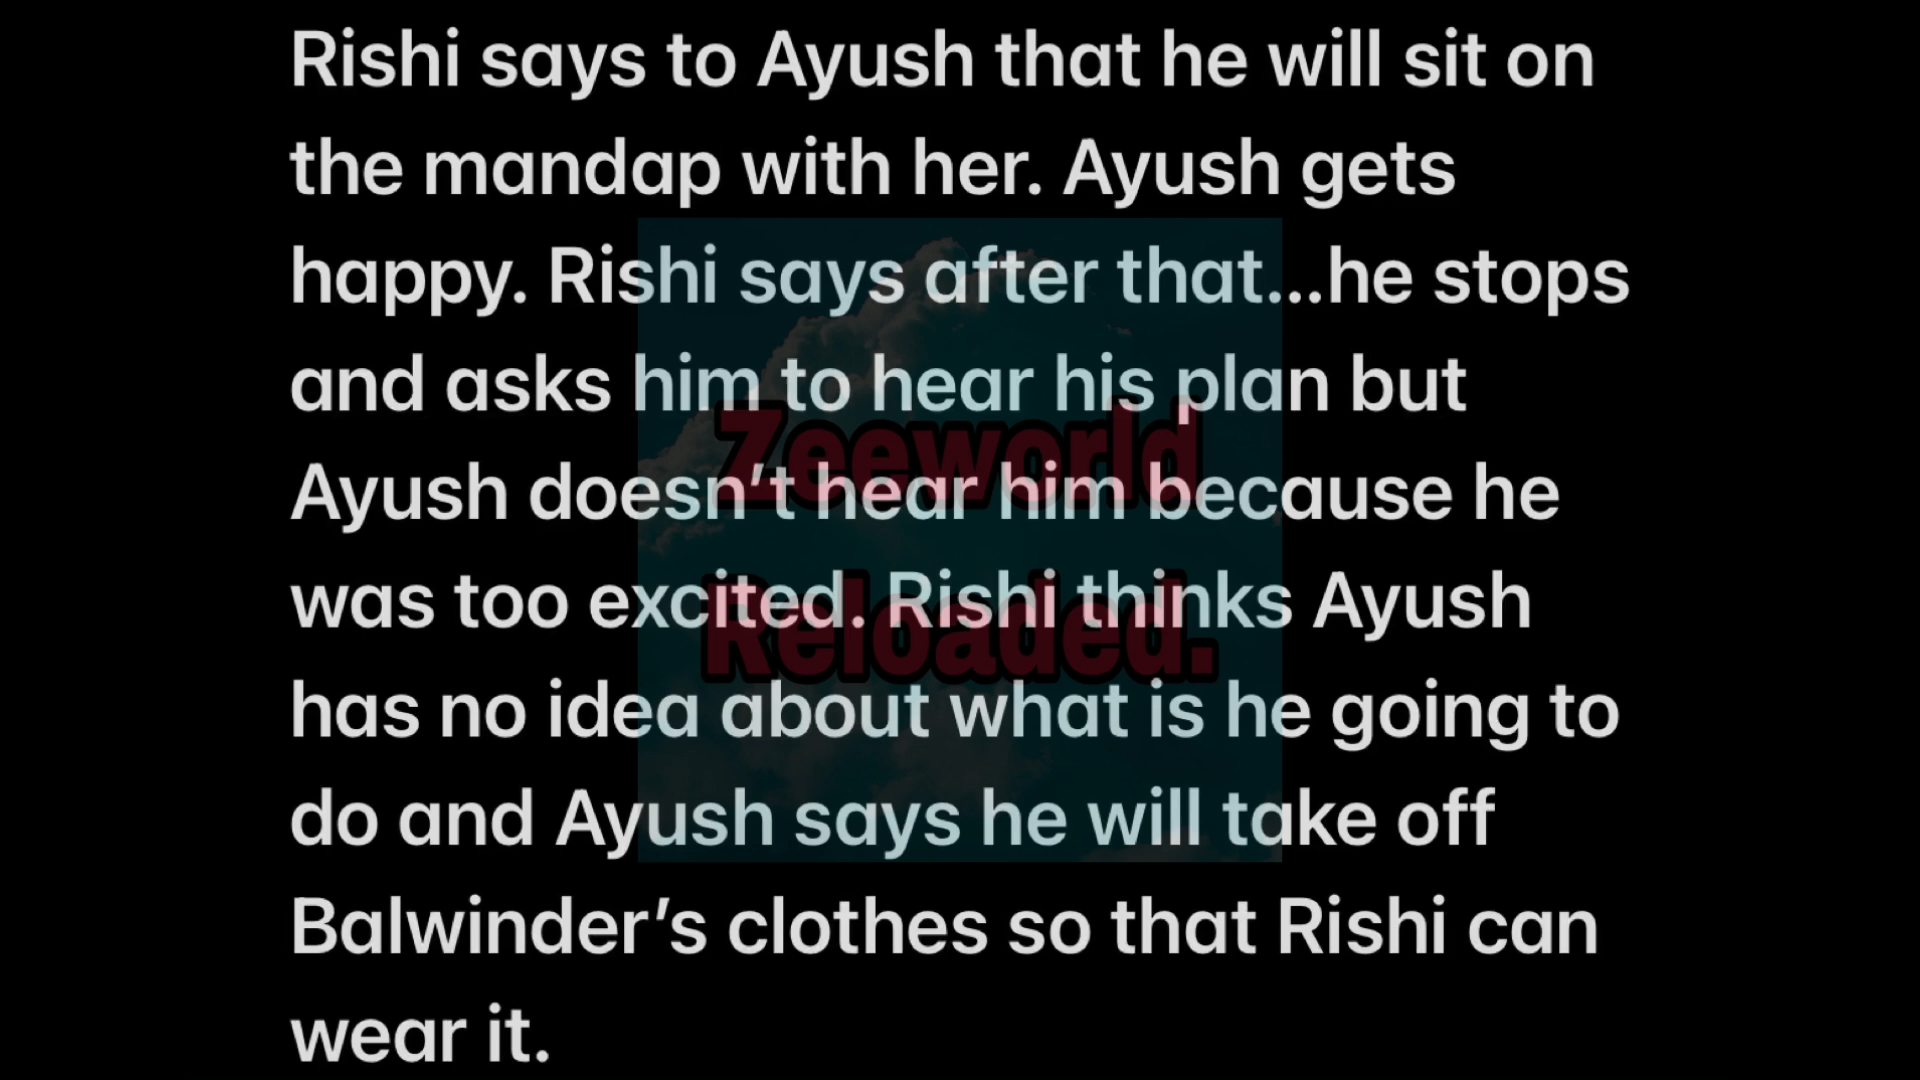 Rishi says to Ayush that he will sit on
the mandap with her. Ayush gets
happy. Rishi says after that...he stops
and asks him to hear his plan but
Zeeworld
Ayush doesn’t hear him because he
was too excited. Rishi thinks Ayush
Reloaded.
has no idea about what is he going to
do and Ayush says he will take off
Balwinder’s clothes so that Rishi can
wear it.